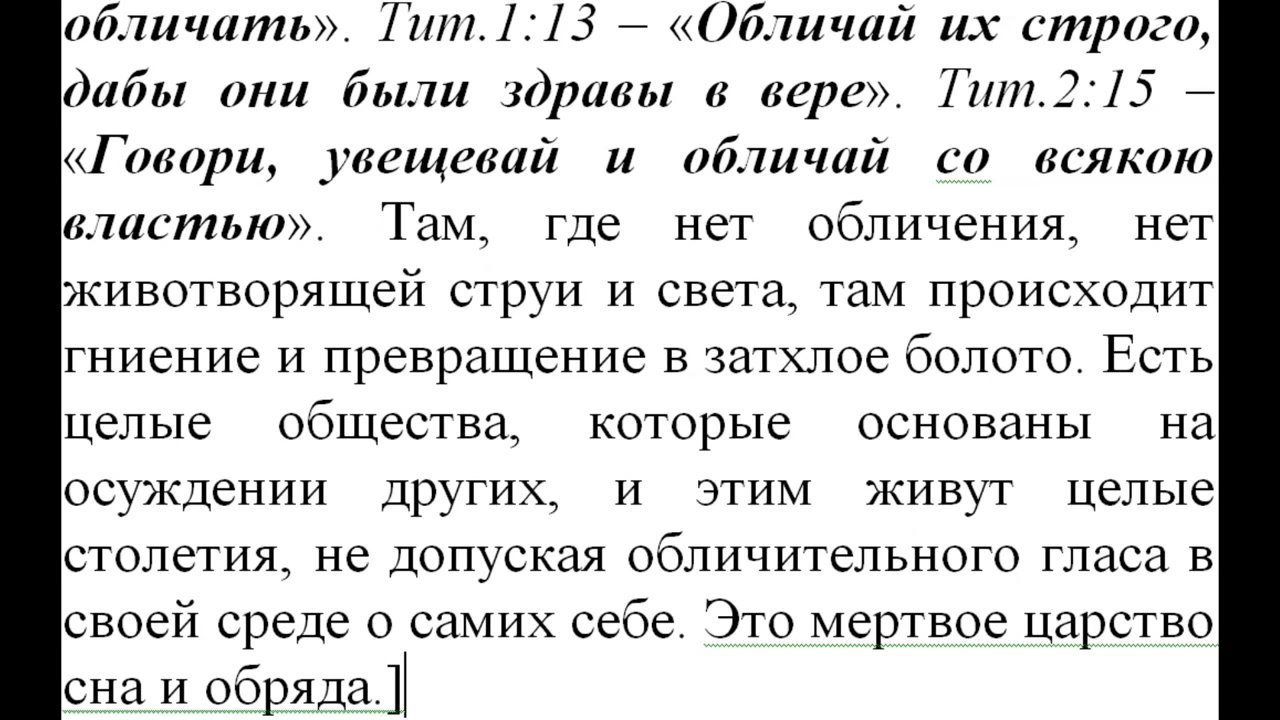 обличать». Тит.1:13 – «Обличай их строго,
дабы они были здравы в вере». Тит.2:15 –
«Говори, увещевай и обличай со всякою
властью». Там, где нет обличения, нет
животворящей струи и света, там происходит
гниение и превращение в затхлое болото. Есть
целые общества, которые основаны на
осуждении других, и этим живут целые
столетия, не допуская обличительного гласа в
своей среде о самих себе. Это мертвое царство
сна и обряда.]